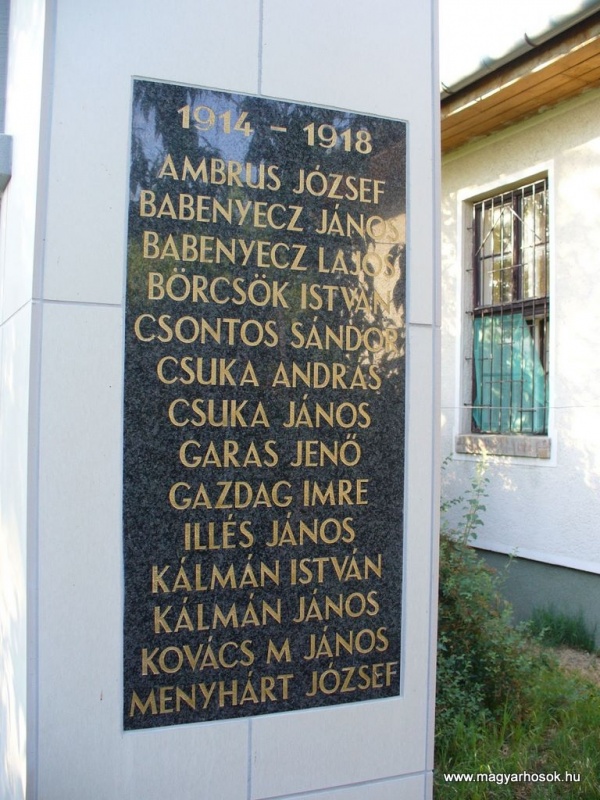 1914 - 1918
AMBRUS JÓZSEF
BABENYECZ JÁNOS
BABENYECZ LAJOS
BÖRCSÖK ISTVÁN
CSONTOS SÁNDOR
CSUKA ANDRÁS
CSUKA JÁNOS
GARAS JENŐ
GAZDAG IMRE
ILLÉS JÁNOS
KÁLMÁN ISTVÁN
KÁLMÁN JÁNOS
KOVÁCS M JÁNOS
MENYHÁRT JÓZSEF
www.magyarhosok.hu